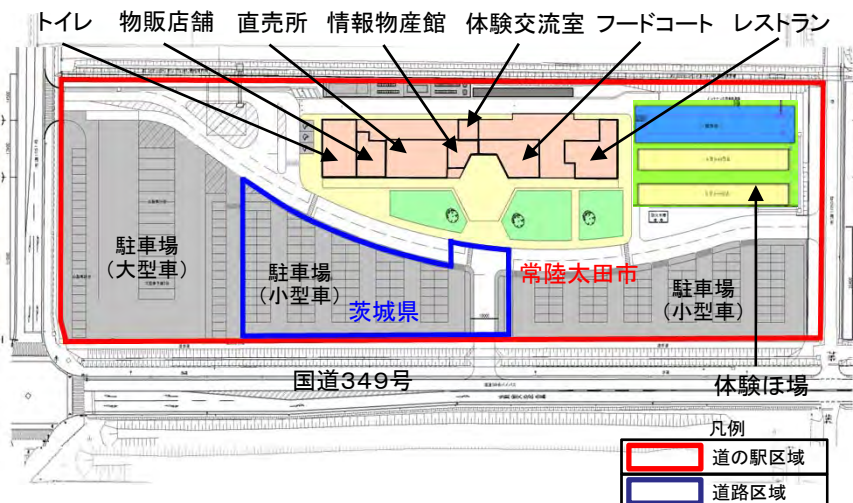 トイレ 物販店舗 直売所 情報物産館 体験交流室 フードコート レストラン
駐車場
（大型車）
駐車場
（小型車）
茨城県
常陸太田市
駐車場
（小型車）
国道349号
体験ほ場
凡例
道の駅区域
道路区域